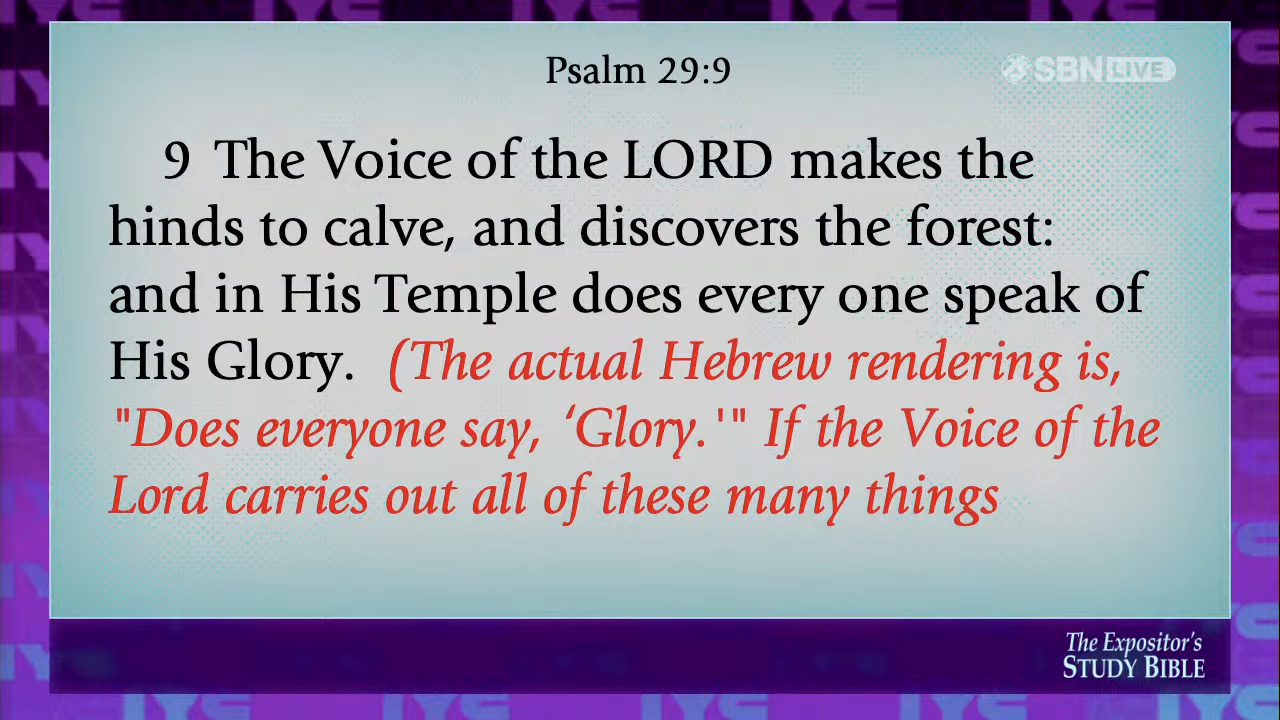 Psalm 29:9
SBN LIVE
9 The Voice of the LORD makes the
hinds to calve, and discovers the forest:
and in His Temple does every one speak of
His Glory. (The actual Hebrew rendering is,
"Does everyone say, ‘Glory.'" If the Voice of the
Lord carries out all of these many things
The Expositor's
STUDY BIBLE